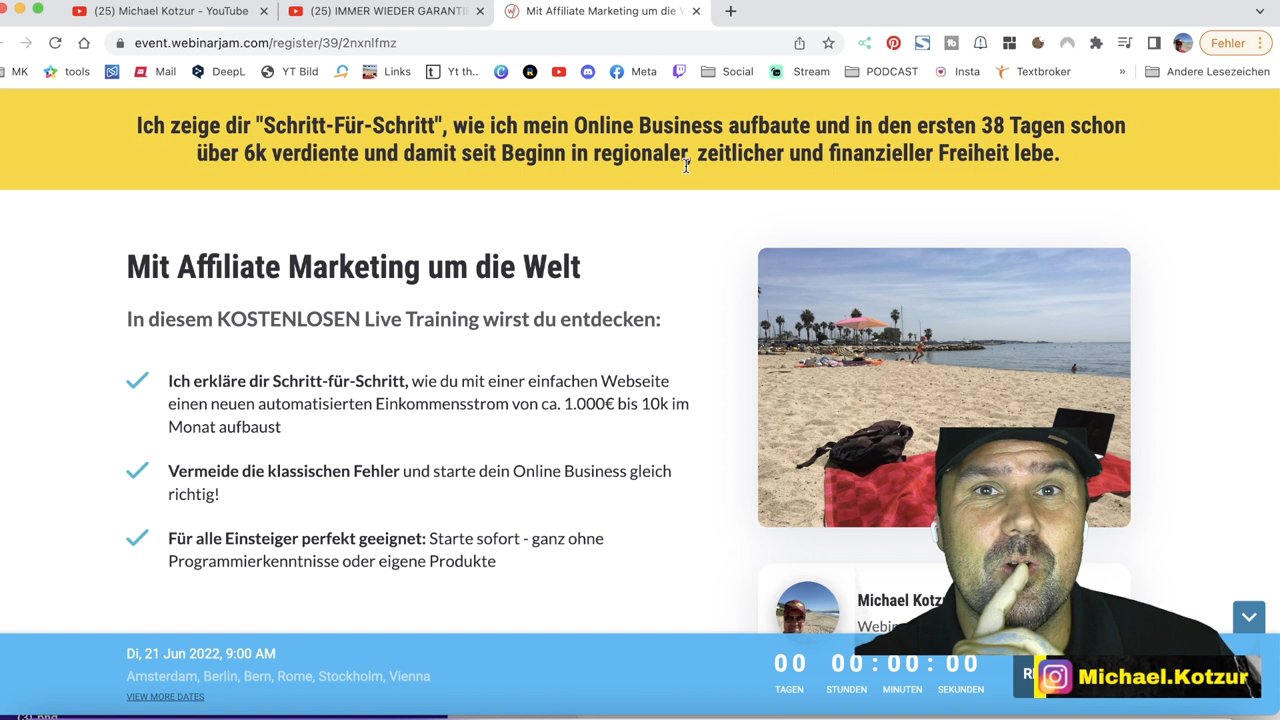 (25) Michael Kotzur - YouTube
(25) IMMER WIEDER GARANTI
Mit Affiliate Marketing um die W
event.webinarjam.com/register/39/2nxnlfmz
Fehler
MK
tools
Mail
DeepL
YT Bild
Links
Yt th..
Meta
Social
Stream
PODCAST
Insta
Textbroker
»
Andere Lesezeichen
Ich zeige dir "Schritt-Für-Schritt", wie ich mein Online Business aufbaute und in den ersten 38 Tagen schon
über 6k verdiente und damit seit Beginn in regionaler, zeitlicher und finanzieller Freiheit lebe.
Mit Affiliate Marketing um die Welt
In diesem KOSTENLOSEN Live Training wirst du entdecken:
Ich erkläre dir Schritt-für-Schritt, wie du mit einer einfachen Webseite
einen neuen automatisierten Einkommensstrom von ca. 1.000€ bis 10k im
Monat aufbaust
Vermeide die klassischen Fehler und starte dein Online Business gleich
richtig!
Für alle Einsteiger perfekt geeignet: Starte sofort - ganz ohne
Programmierkenntnisse oder eigene Produkte
Michael Kotz
Webin
Di, 21 Jun 2022, 9:00 AM
Amsterdam, Berlin, Bern, Rome, Stockholm, Vienna
VIEW MORE DATES
00 00 : 00 : 00
TAGEN STUNDEN MINUTEN SEKUNDEN
Michael.Kotzur